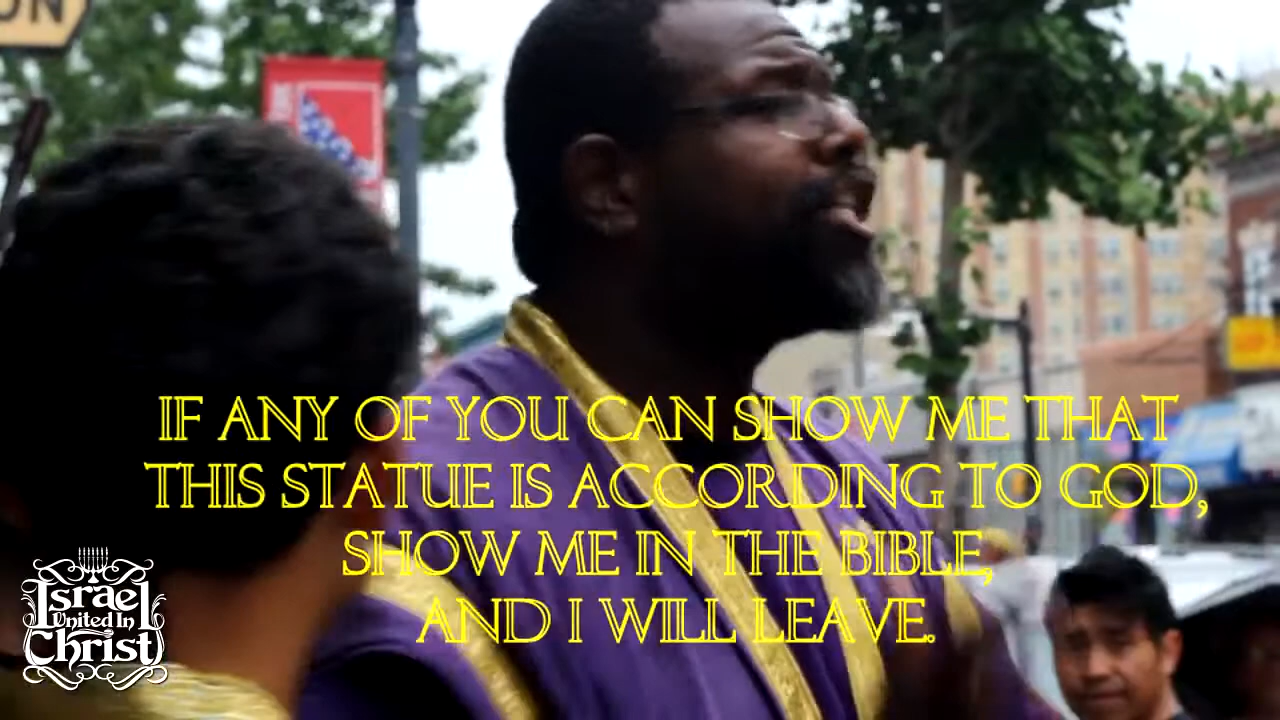 ON
IF ANY OF YOU CAN SHOW ME THAT
THIS STATUE IS ACCORDING TO GOD,
SHOW ME IN THE BIBLE,
AND I WILL LEAVE.
Israel
United In
Christ